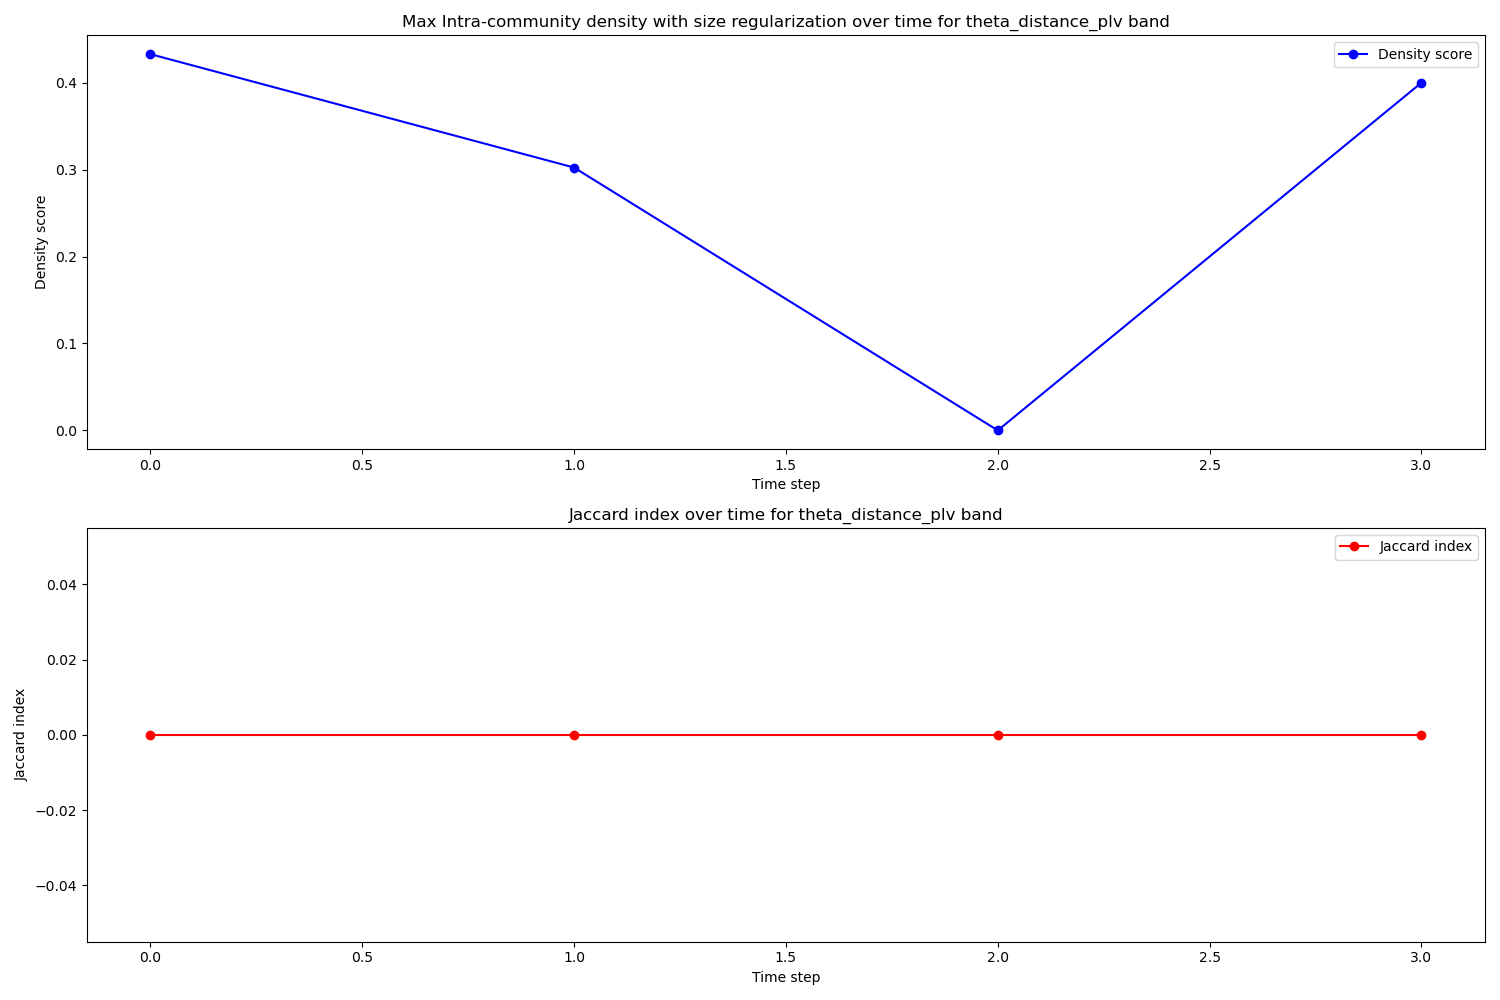 Max Intra-community density with size regularization over time for theta_distance_plv band
Density score
0.4
0.3
0.2
0.1
0.0
Density score
0.0 0.5 1.0 1.5 2.0 2.5 3.0
Time step
Jaccard index over time for theta_distance_plv band
Jaccard index
0.04
0.02
0.00
−0.02
−0.04
Jaccard index
0.0 0.5 1.0 1.5 2.0 2.5 3.0
Time step